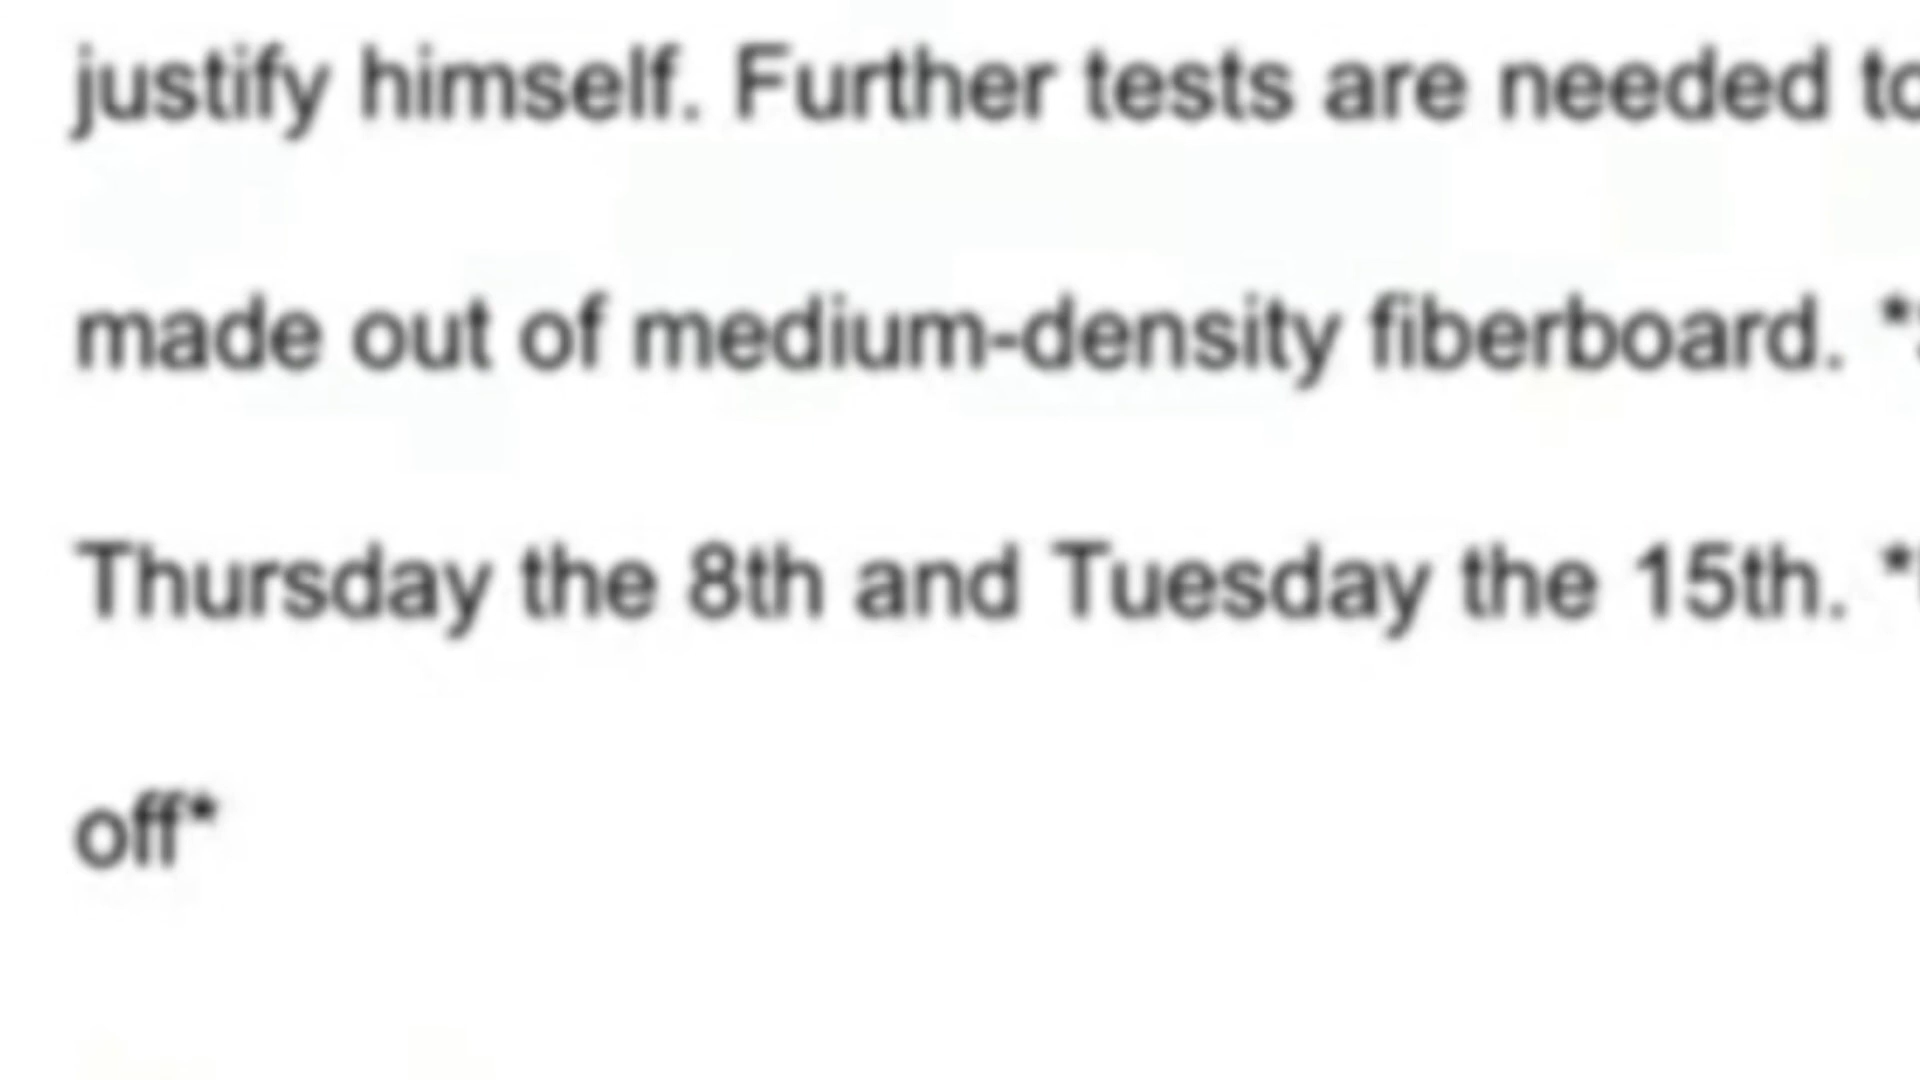 justify himself. Further tests are needed to
made out of medium-density fiberboard. *
Thursday the 8th and Tuesday the 15th. *
off*